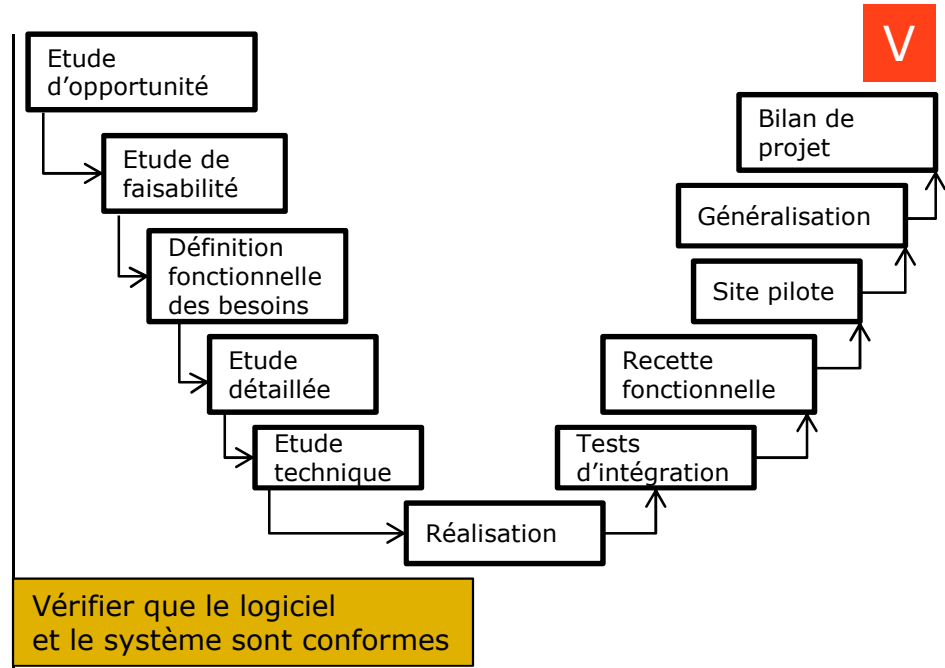 V
Etude
d’opportunité
Etude de
faisabilité
Définition
fonctionnelle
des besoins
Etude
détaillée
Etude
technique
Réalisation
Tests
d’intégration
Recette
fonctionnelle
Site pilote
Généralisation
Bilan de
projet
Vérifier que le logiciel
et le système sont conformes